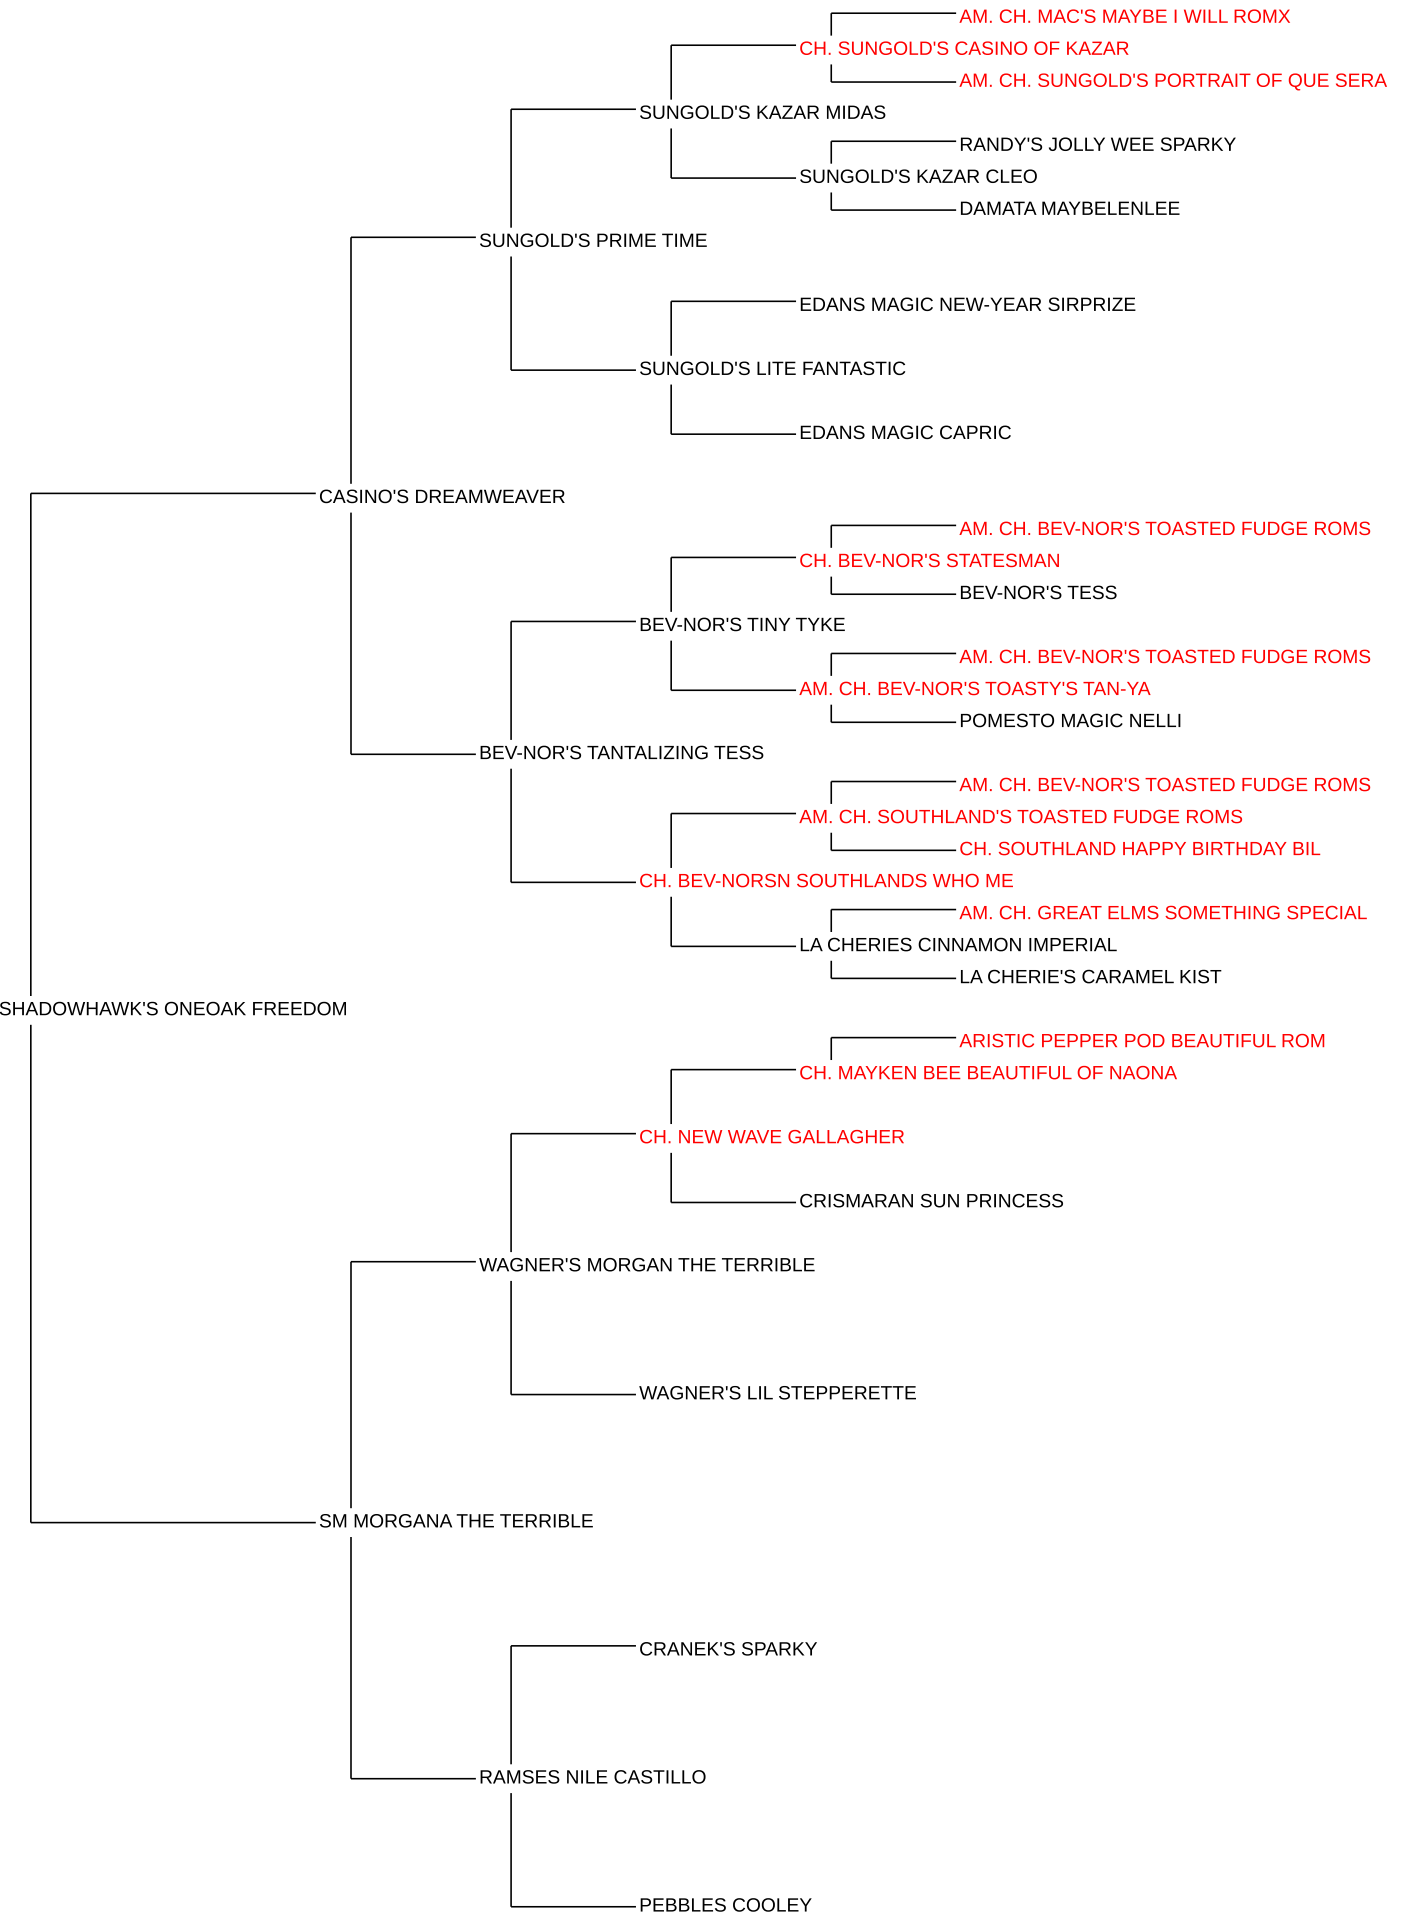 AM. CH. MAC'S MAYBE I WILL ROMX
CH. SUNGOLD'S CASINO OF KAZAR
AM. CH. SUNGOLD'S PORTRAIT OF QUE SERA
SUNGOLD'S KAZAR MIDAS
RANDY'S JOLLY WEE SPARKY
SUNGOLD'S KAZAR CLEO
DAMATA MAYBELENLEE
SUNGOLD'S PRIME TIME
EDANS MAGIC NEW-YEAR SIRPRIZE
SUNGOLD'S LITE FANTASTIC
EDANS MAGIC CAPRIC
CASINO'S DREAMWEAVER
AM. CH. BEV-NOR'S TOASTED FUDGE ROMS
CH. BEV-NOR'S STATESMAN
BEV-NOR'S TESS
BEV-NOR'S TINY TYKE
AM. CH. BEV-NOR'S TOASTED FUDGE ROMS
AM. CH. BEV-NOR'S TOASTY'S TAN-YA
POMESTO MAGIC NELLI
BEV-NOR'S TANTALIZING TESS
AM. CH. BEV-NOR'S TOASTED FUDGE ROMS
AM. CH. SOUTHLAND'S TOASTED FUDGE ROMS
CH. SOUTHLAND HAPPY BIRTHDAY BIL
CH. BEV-NORSN SOUTHLANDS WHO ME
AM. CH. GREAT ELMS SOMETHING SPECIAL
LA CHERIES CINNAMON IMPERIAL
LA CHERIE'S CARAMEL KIST
SHADOWHAWK'S ONEOAK FREEDOM
ARISTIC PEPPER POD BEAUTIFUL ROM
CH. MAYKEN BEE BEAUTIFUL OF NAONA
CH. NEW WAVE GALLAGHER
CRISMARAN SUN PRINCESS
WAGNER'S MORGAN THE TERRIBLE
WAGNER'S LIL STEPPERETTE
SM MORGANA THE TERRIBLE
CRANEK'S SPARKY
RAMSES NILE CASTILLO
PEBBLES COOLEY